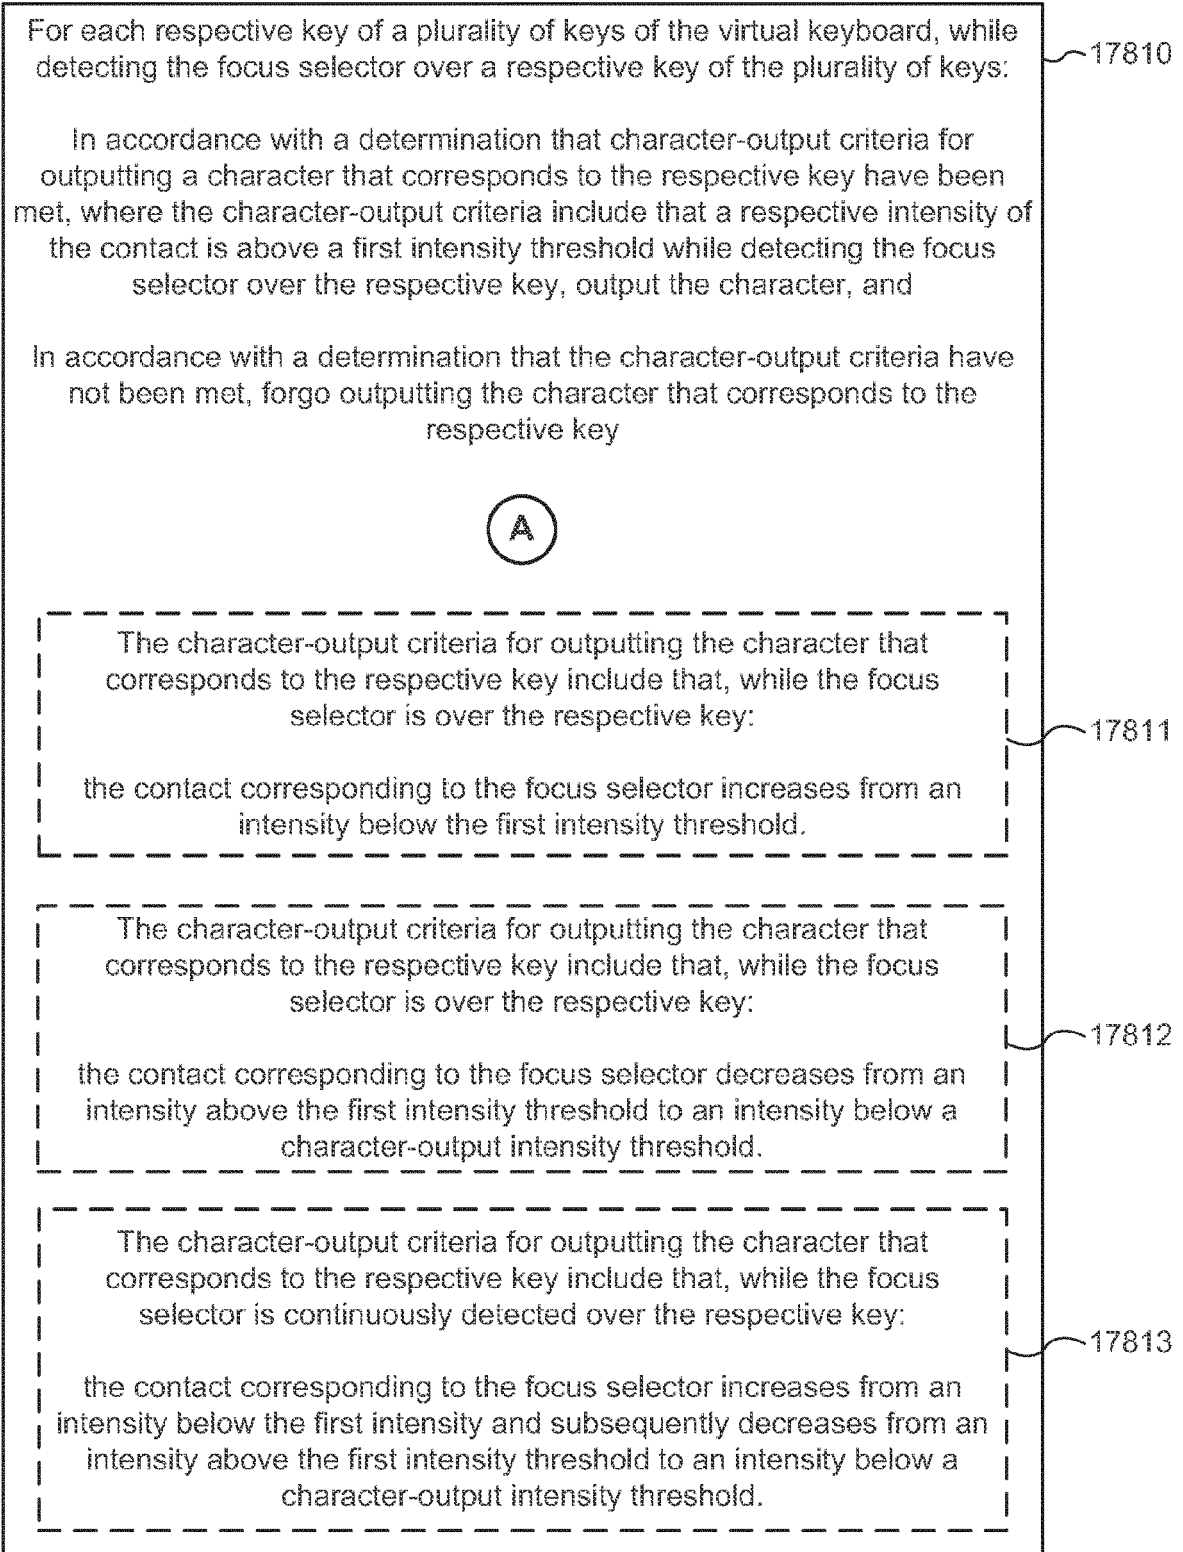 For each respective key of a plurality of keys of the virtual keyboard, while
detecting the focus selector over a respective key of the plurality of keys:
17810
In accordance with a determination that character-output criteria for
outputting a character that corresponds to the respective key have been
met, where the character-output criteria include that a respective intensity of
the contact is above a first intensity threshold while detecting the focus
selector over the respective key, output the character, and
In accordance with a determination that the character-output criteria have
not been met, forgo outputting the character that corresponds to the
respective key
A
The character-output criteria for outputting the character that
corresponds to the respective key include that, while the focus
selector is over the respective key:
17811
the contact corresponding to the focus selector increases from an
intensity below the first intensity threshold.
The character-output criteria for outputting the character that
corresponds to the respective key include that, while the focus
selector is over the respective key:
17812
the contact corresponding to the focus selector decreases from an
intensity above the first intensity threshold to an intensity below a
character-output intensity threshold.
The character-output criteria for outputting the character that
corresponds to the respective key include that, while the focus
selector is continuously detected over the respective key:
17813
the contact corresponding to the focus selector increases from an
intensity below the first intensity and subsequently decreases from an
intensity above the first intensity threshold to an intensity below a
character-output intensity threshold.